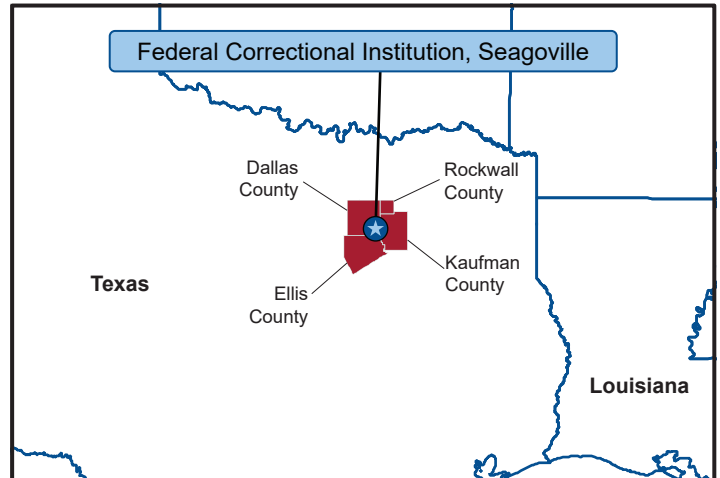 Federal Correctional Institution, Seagoville
Dallas
County
Rockwall
County
Texas
Ellis
County
Kaufman
County
Louisiana